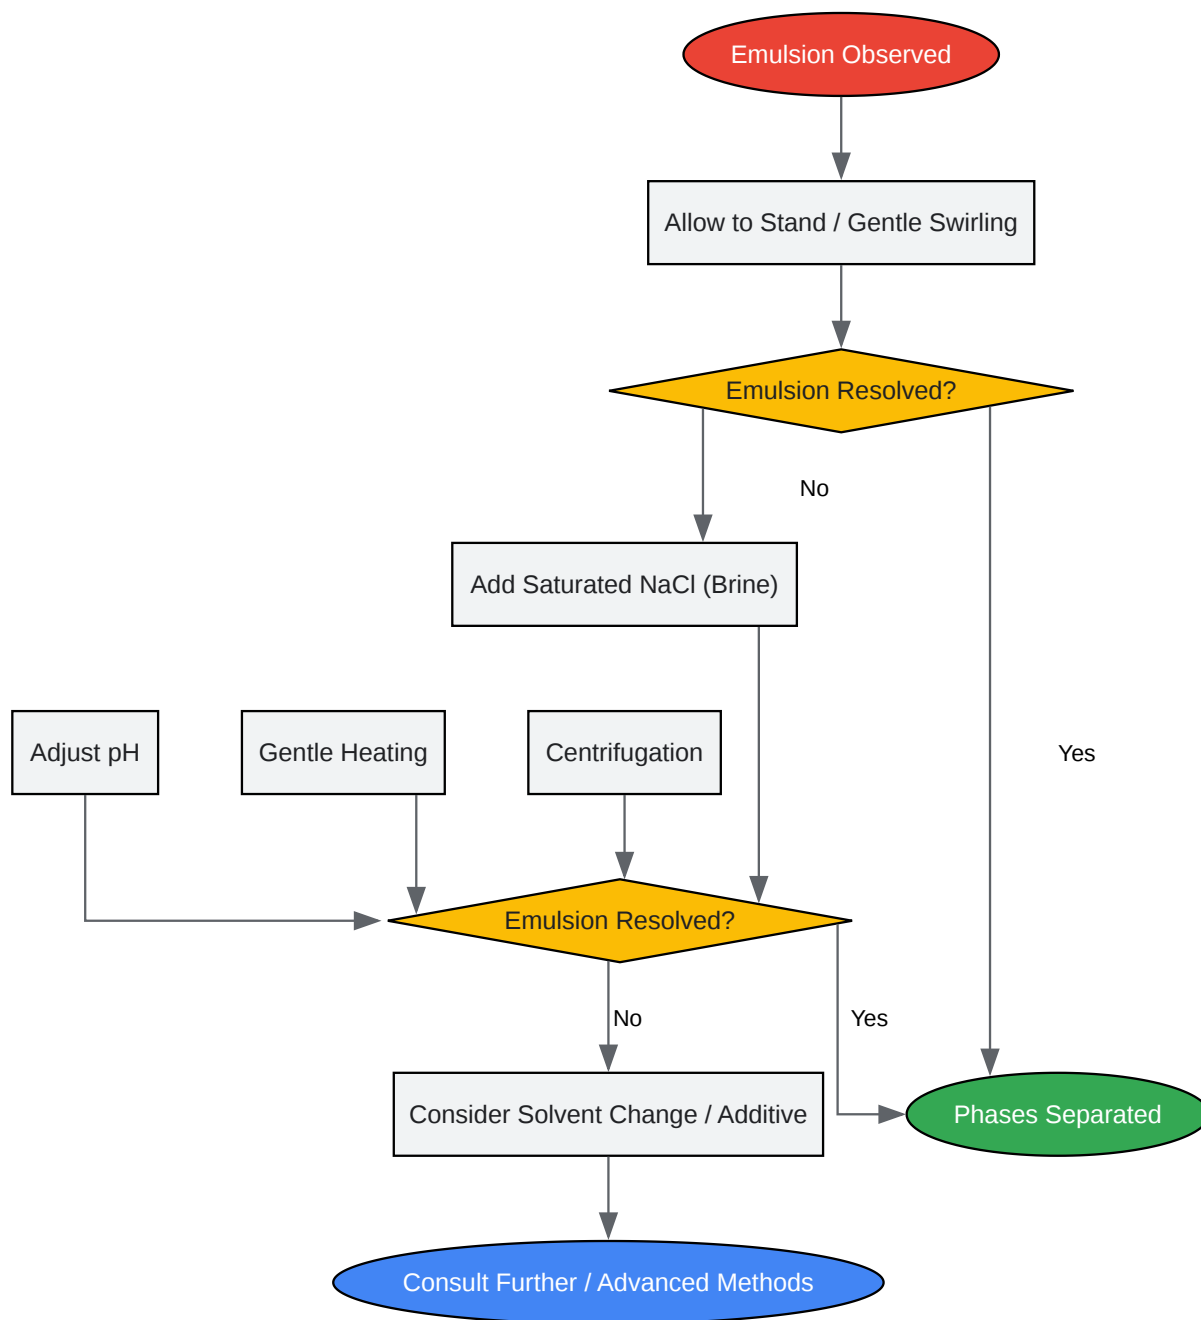 Emulsion Observed
Allow to Stand / Gentle Swirling
Emulsion Resolved?
No
Add Saturated NaCl (Brine)
Adjust pH
Gentle Heating
Centrifugation
Yes
Emulsion Resolved?
No
Yes
Consider Solvent Change / Additive
Phases Separated
Consult Further / Advanced Methods